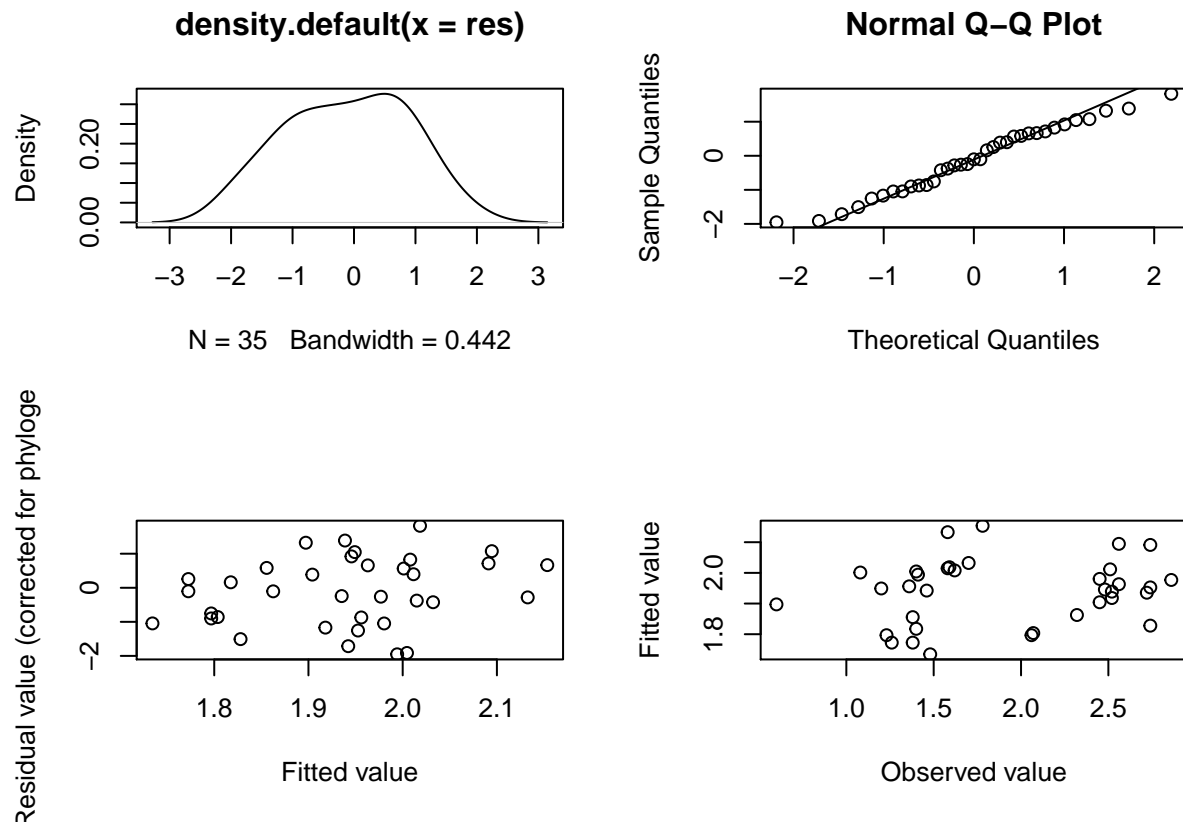 density.default(x = res)
Density
0.00 0.20
−3 −2 −1 0 1 2 3
N = 35 Bandwidth = 0.442
Normal Q−Q Plot
Sample Quantiles
−2 0
−2 −1 0 1 2
Theoretical Quantiles
Residual value (corrected for phyloge
−2 0
1.8 1.9 2.0 2.1
Fitted value
Fitted value
1.8 2.0
1.0 1.5 2.0 2.5
Observed value